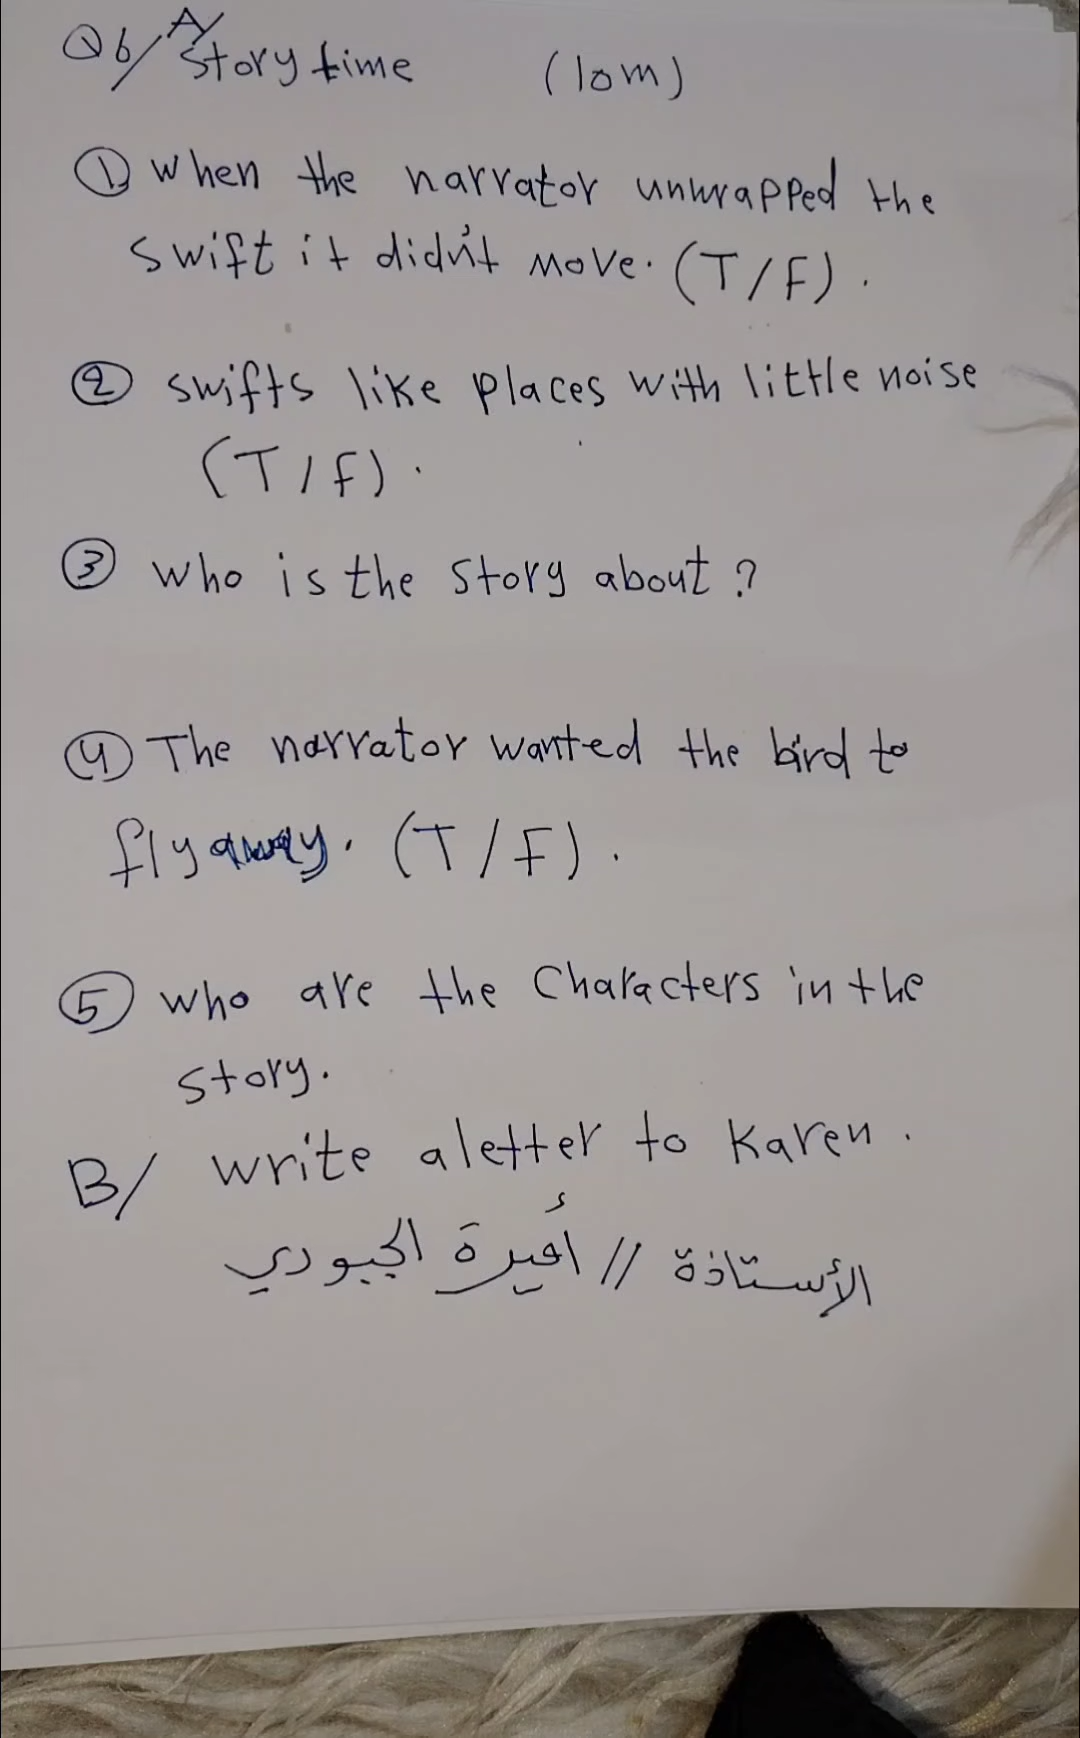 Q6/ A/ Story time (10m)
① When the narrator unwrapped the
swift it didn't move. (T/F).
② swifts like places with little noise
(T/F).
③ who is the story about?
④ The narrator wanted the bird to
fly away. (T/F).
⑤ who are the Characters in the
story.
B/ write a letter to Karen.
الأستاذة // أميرة الجبودي